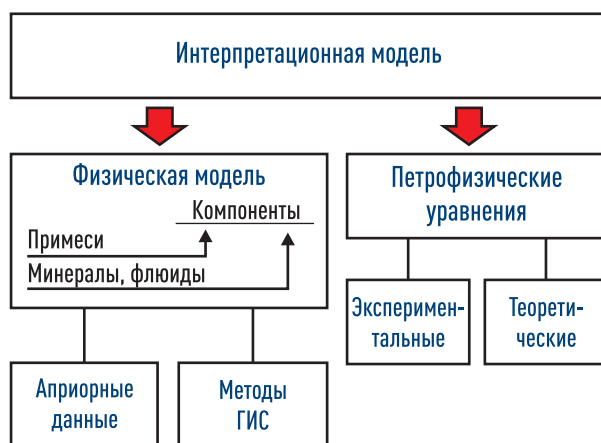 Интерпретационная модель
Физическая модель
Компоненты
Примеси
Минералы, флюиды
Априорные
данные
Методы
ГИС
Петрофизические
уравнения
Эксперимен-
тальные
Теорети-
ческие